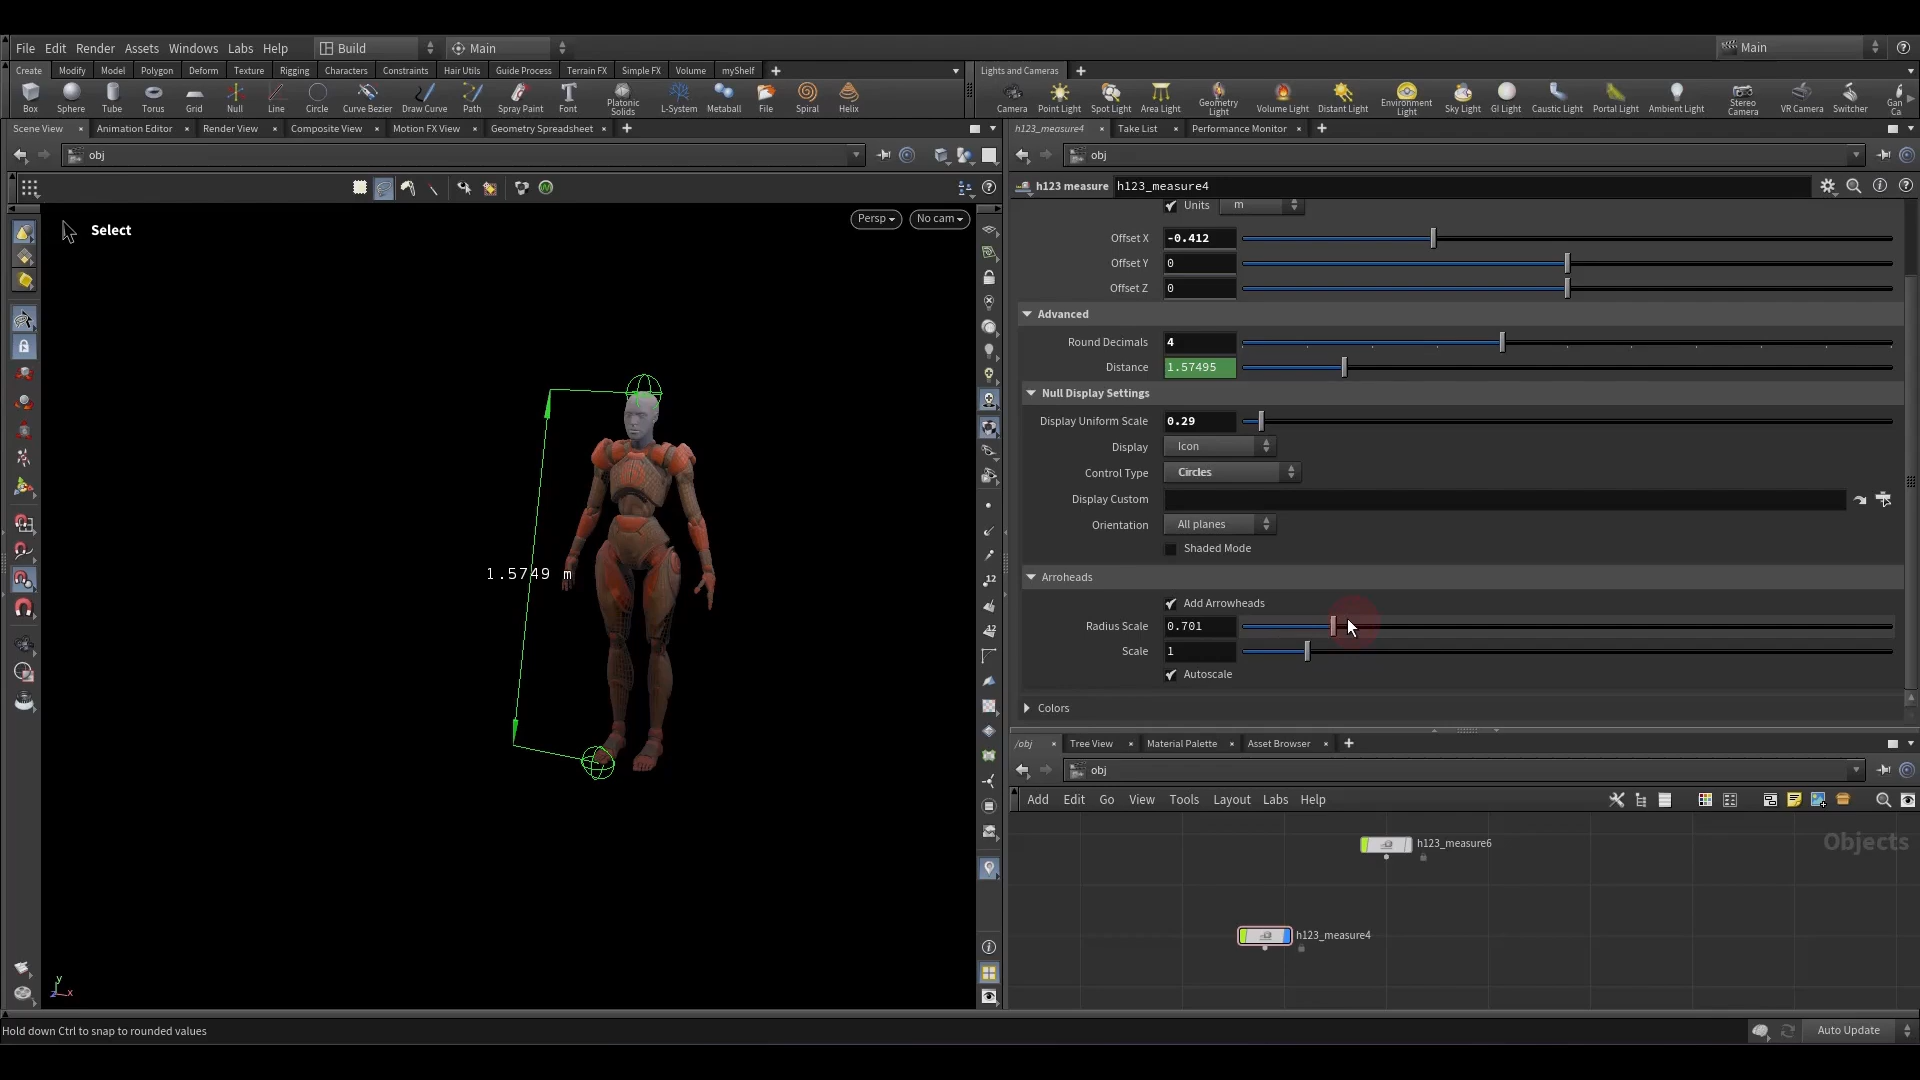 File Edit Render Assets Windows Labs Help Build Main Main
Create Modify Model Polygon Deform Texture Rigging Characters Constraints Hair Utils Guide Process Terrain FX Simple FX Volume myShelf
Lights and Cameras
Box Sphere Tube Torus Grid Null Line Circle Curve Bezier Draw Curve Path Spray Paint Font Platonic Solids L-System Metaball File Spiral Helix
Camera Point Light Spot Light Area Light Geometry Light Volume Light Distant Light Environment Light Sky Light GI Light Caustic Light Portal Light Ambient Light Stereo Camera VR Camera Switcher Gan Ca
Scene View Animation Editor Render View Composite View Motion FX View Geometry Spreadsheet
h123_measure4 Take List Performance Monitor
obj
obj
h123 measure h123_measure4
Select
Persp No cam
Units m
Offset X -0.412
Offset Y 0
Offset Z 0
Advanced
Round Decimals 4
Distance 1.57495
Null Display Settings
Display Uniform Scale 0.29
Display Icon
Control Type Circles
Display Custom
Orientation All planes
Shaded Mode
Arroheads
Add Arrowheads
Radius Scale 0.701
Scale 1
Autoscale
Colors
1.5749 m
12
12
y
z x
/obj Tree View Material Palette Asset Browser
obj
Add Edit Go View Tools Layout Labs Help
Objects
h123_measure6
h123_measure4
Hold down Ctrl to snap to rounded values
Auto Update